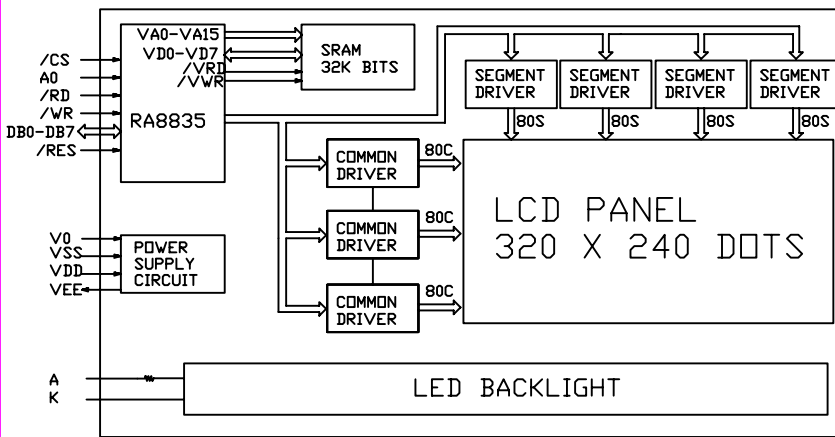 /CS
A0
/RD
/WR
DB0-DB7
/RES
RA8835
VA0-VA15
VD0-VD7
/VRD
/VWR
SRAM
32K BITS
SEGMENT
DRIVER
SEGMENT
DRIVER
SEGMENT
DRIVER
SEGMENT
DRIVER
80S
80S
80S
80S
COMMON
DRIVER
80C
COMMON
DRIVER
80C
COMMON
DRIVER
80C
LCD PANEL
320 X 240 DOTS
V0
VSS
VDD
VEE
POWER
SUPPLY
CIRCUIT
A
K
LED BACKLIGHT